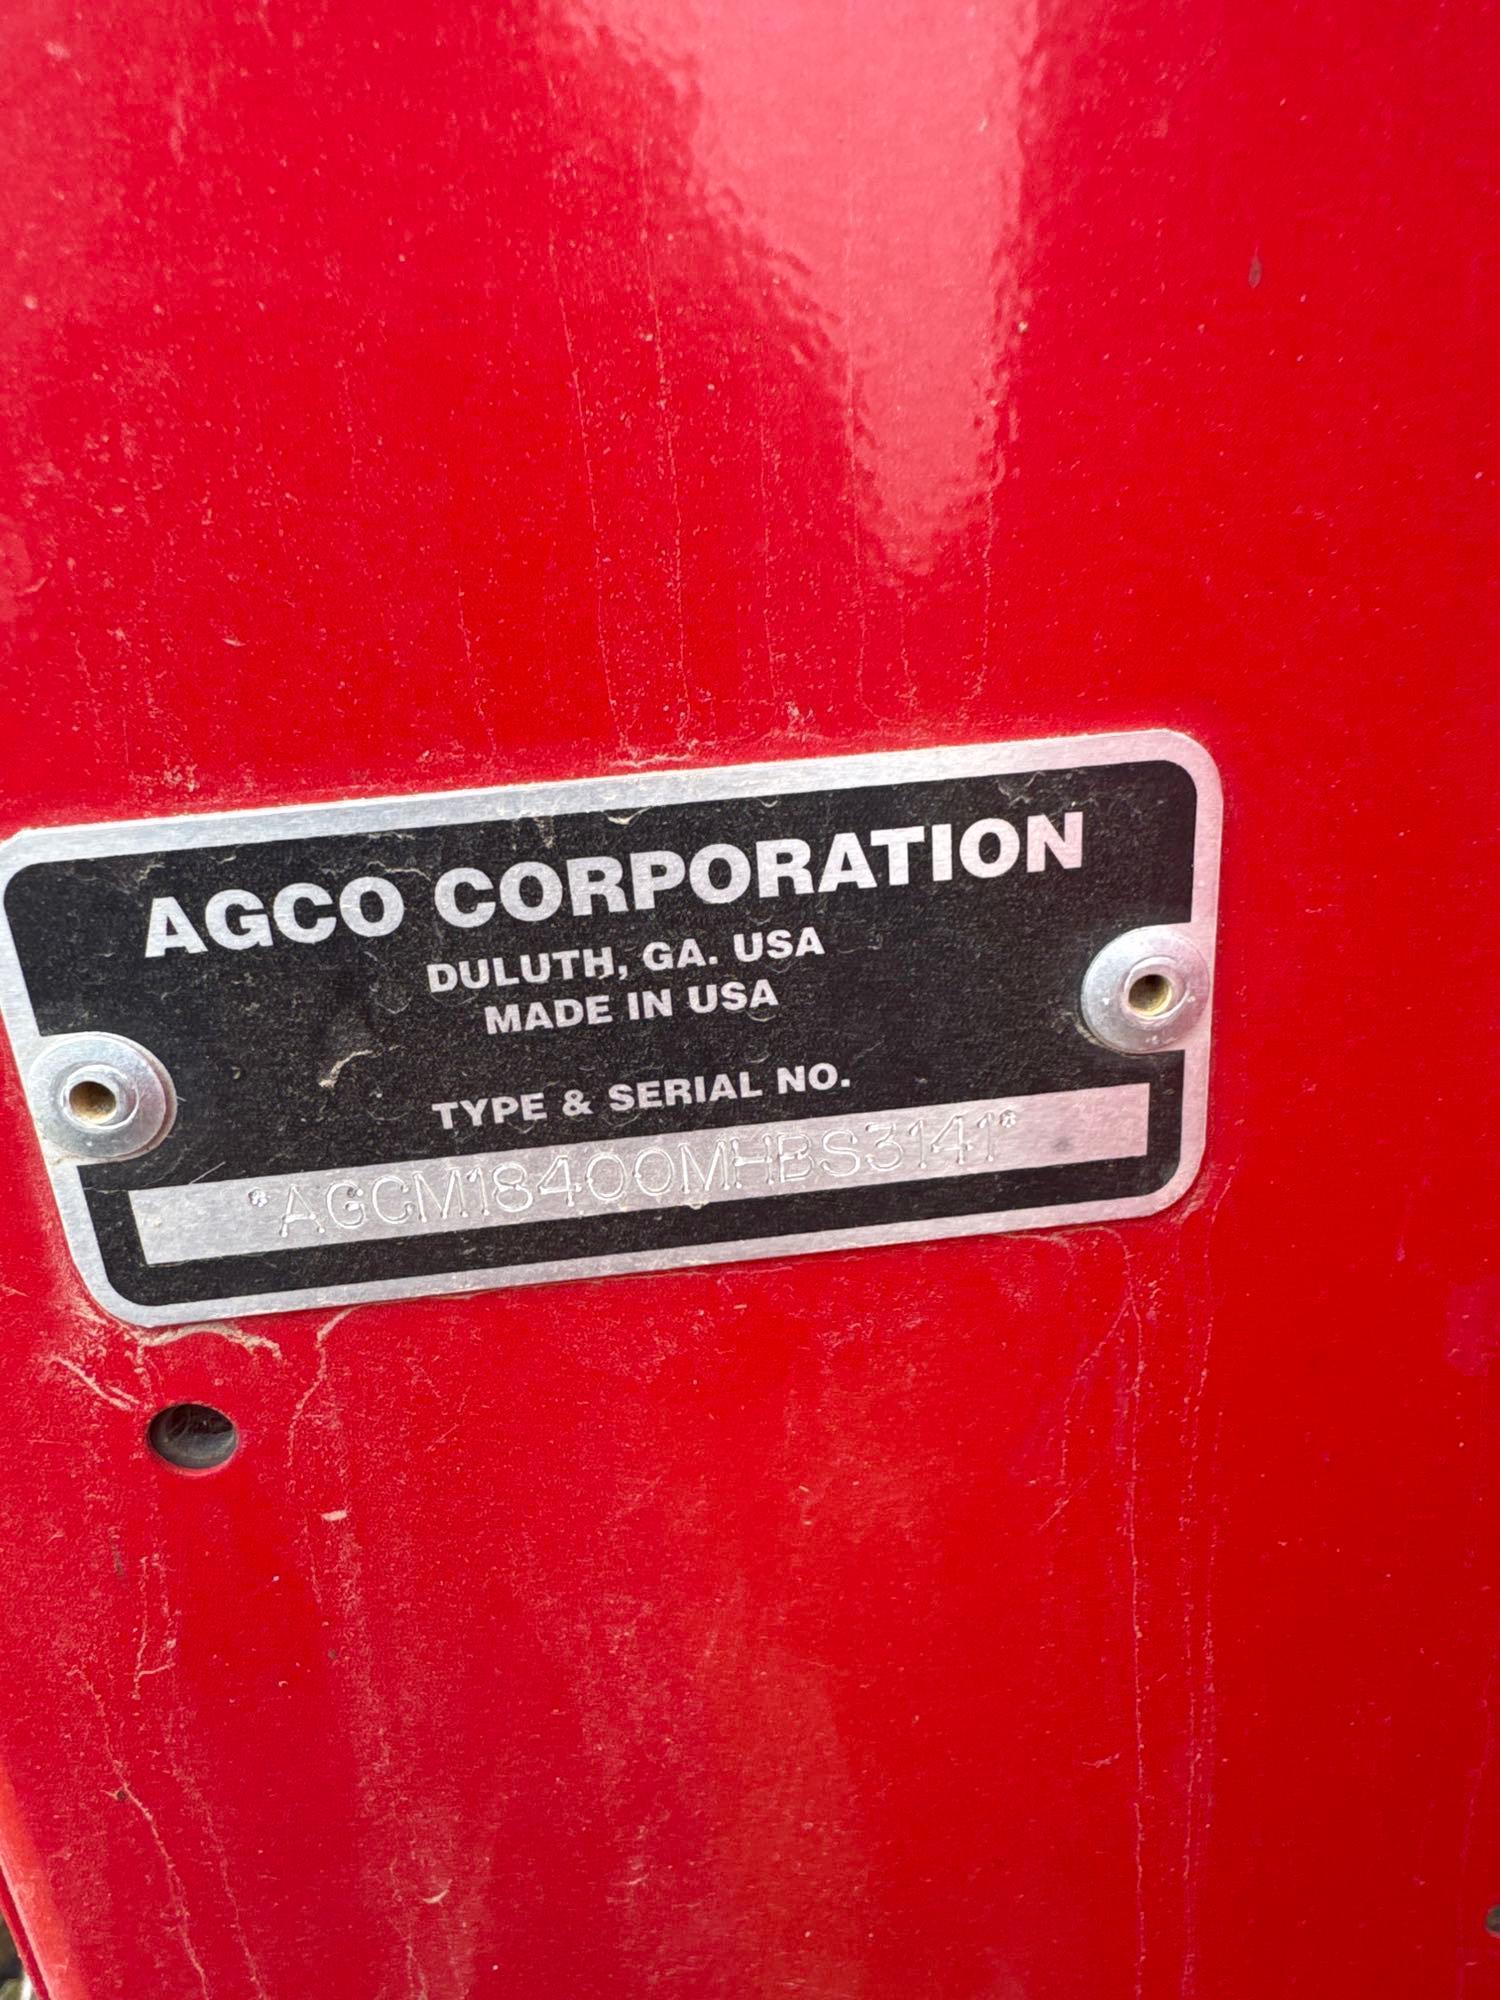 AGCO CORPORATION
DULUTH, GA. USA
MADE IN USA
TYPE & SERIAL NO.
*AGCM18400MHBS3141*